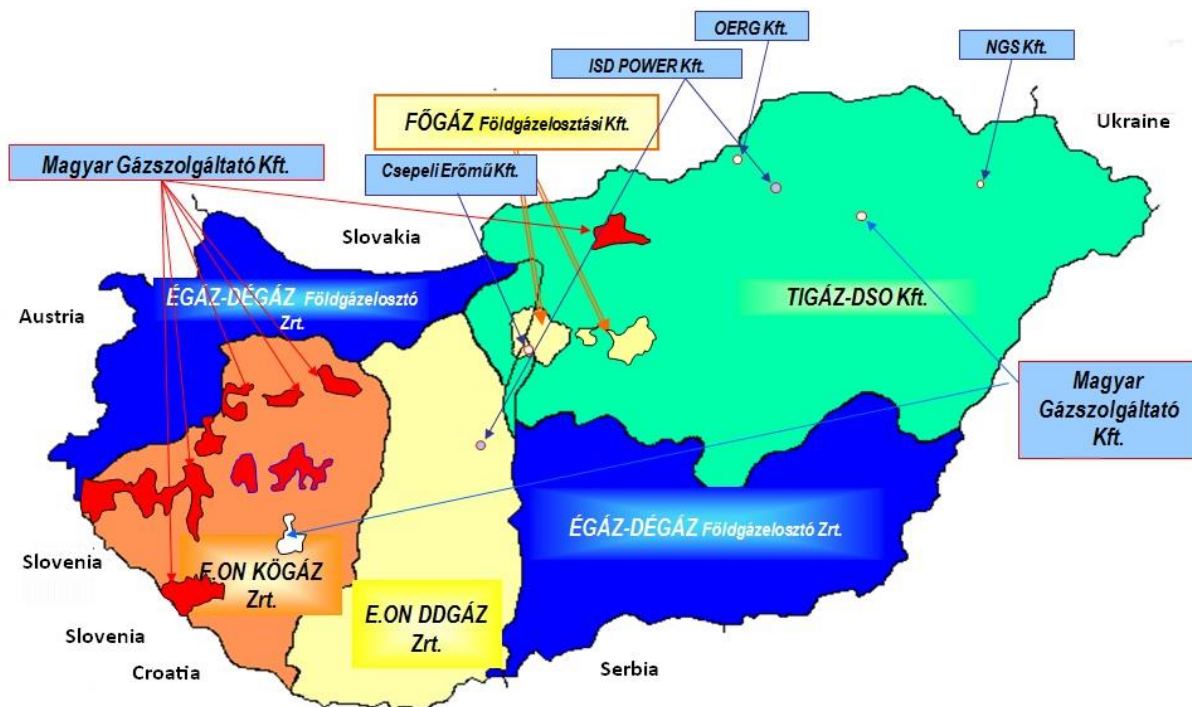 OERG Kft.
NGS Kft.
ISD POWER Kft.
FŐGÁZ Földgázelosztási Kft.
Ukraine
Magyar Gázszolgáltató Kft.
Csepeli Erőmű Kft.
Slovakia
ÉGÁZ-DÉGÁZ Földgázelosztó
Zrt.
TIGÁZ-DSO Kft.
Austria
Magyar
Gázszolgáltató
Kft.
ÉGÁZ-DÉGÁZ Földgázelosztó Zrt.
Slovenia
E.ON KÖGÁZ
Zrt.
E.ON DDGÁZ
Zrt.
Slovenia
Croatia
Serbia